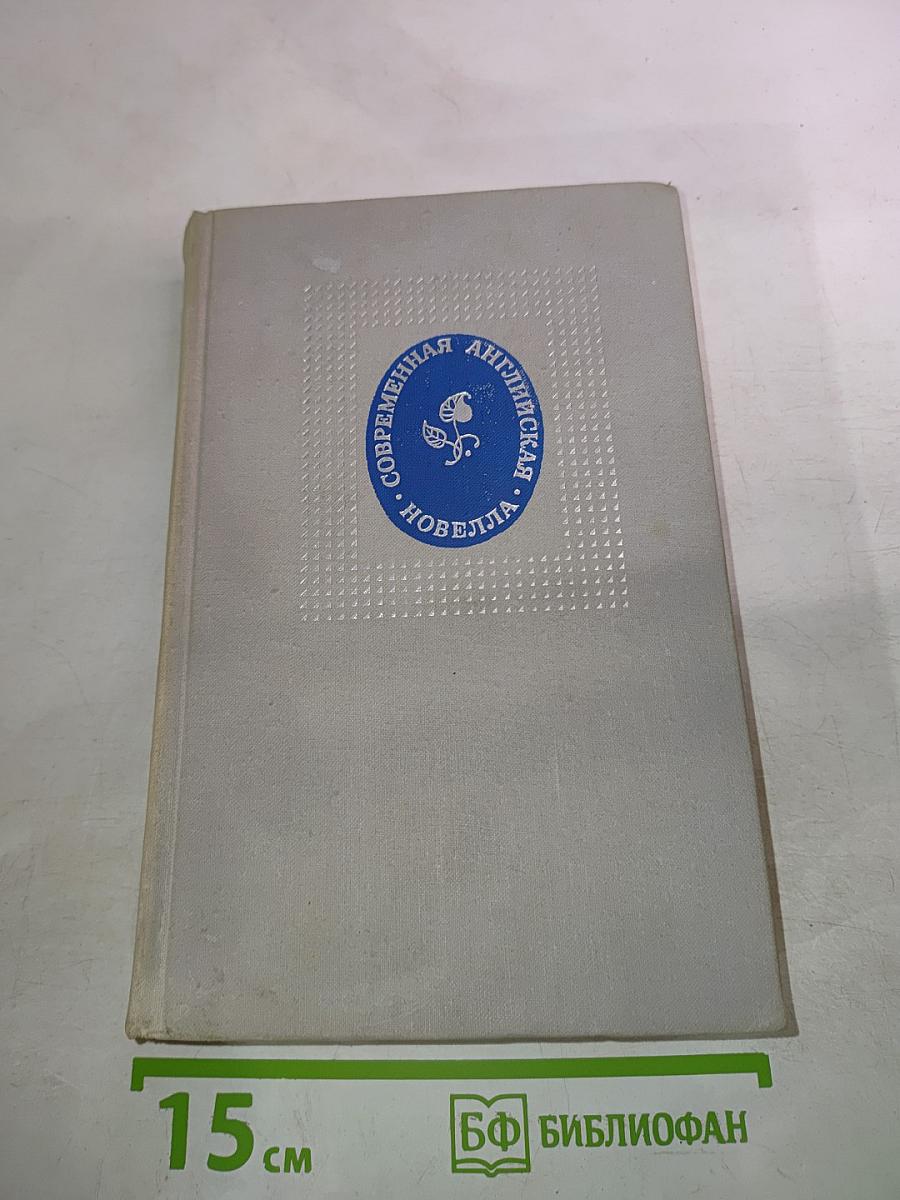 СОВРЕМЕННАЯ АНГЛИЙСКАЯ
• НОВЕЛЛА •
15 см
БФ БИБЛИОФАН